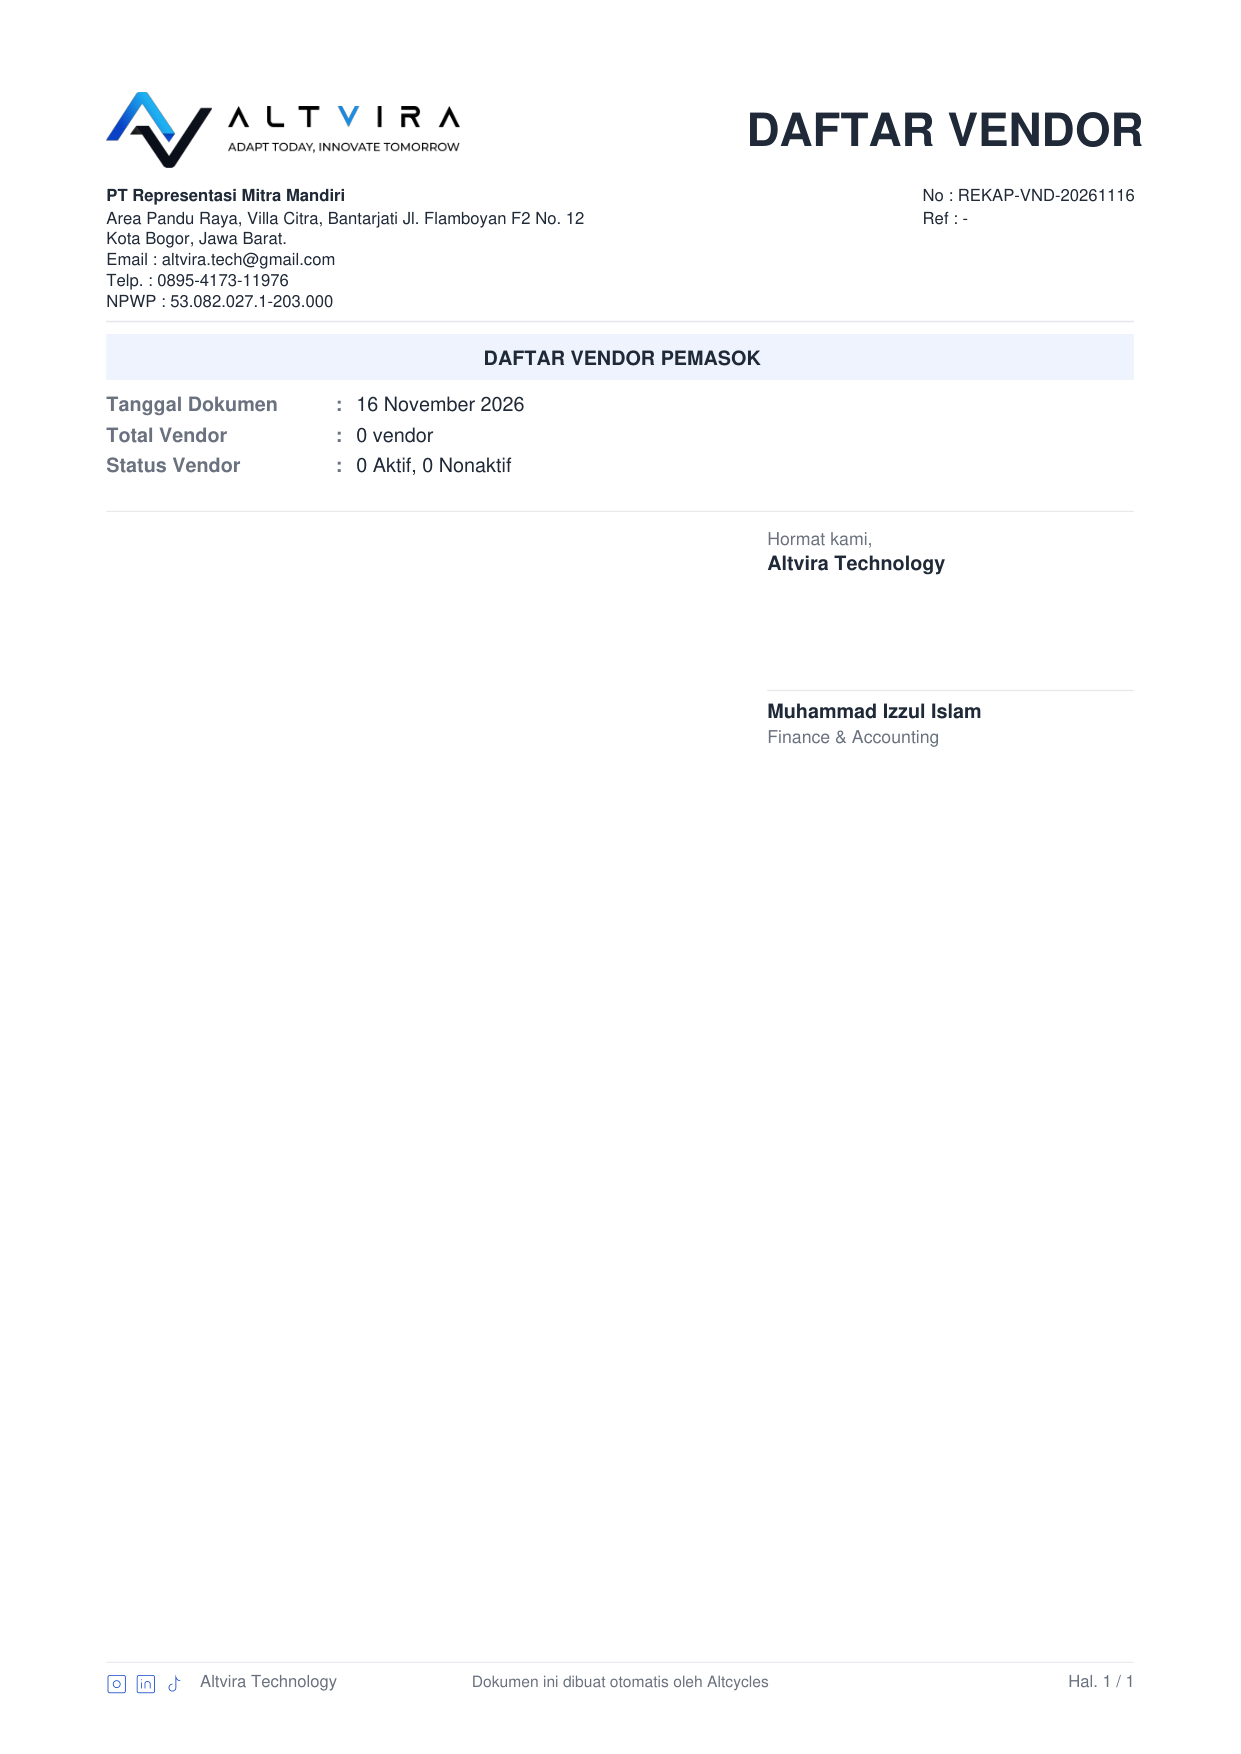 ALTVIRA
ADAPT TODAY, INNOVATE TOMORROW
DAFTAR VENDOR
PT Representasi Mitra Mandiri
Area Pandu Raya, Villa Citra, Bantarjati Jl. Flamboyan F2 No. 12
Kota Bogor, Jawa Barat.
Email : altvira.tech@gmail.com
Telp. : 0895-4173-11976
NPWP : 53.082.027.1-203.000
No : REKAP-VND-20261116
Ref : -
DAFTAR VENDOR PEMASOK
Tanggal Dokumen : 16 November 2026
Total Vendor : 0 vendor
Status Vendor : 0 Aktif, 0 Nonaktif
Hormat kami,
Altvira Technology
Muhammad Izzul Islam
Finance & Accounting
in Altvira Technology Dokumen ini dibuat otomatis oleh Altcycles Hal. 1 / 1